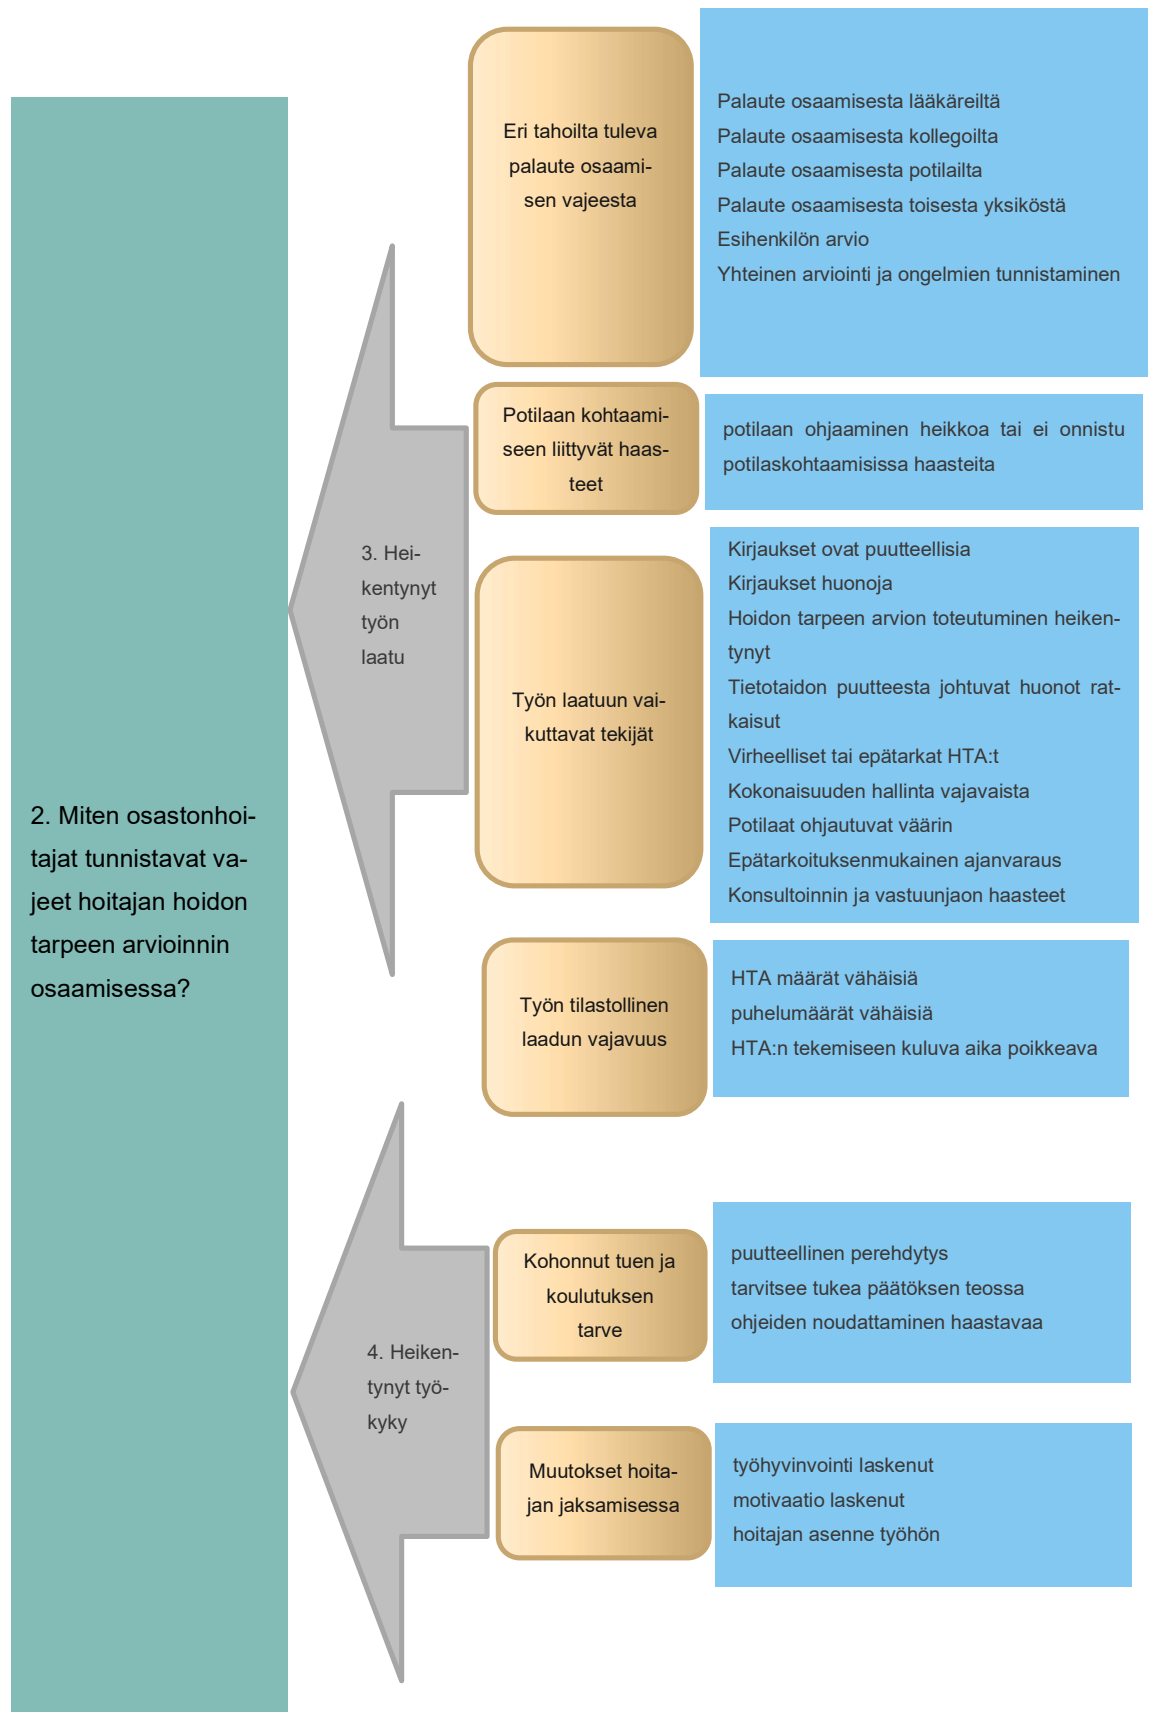 2. Miten osastonhoi-
tajat tunnistavat va-
jeet hoitajan hoidon
tarpeen arvioinnin
osaamisessa?
3. Hei-
kentynyt
työn
laatu
Eri tahoilta tuleva
palaute osaami-
sen vajeesta
Palaute osaamisesta lääkäreiltä
Palaute osaamisesta kollegoilta
Palaute osaamisesta potilailta
Palaute osaamisesta toisesta yksiköstä
Esihenkilön arvio
Yhteinen arviointi ja ongelmien tunnistaminen
Potilaan kohtaami-
seen liittyvät haas-
teet
potilaan ohjaaminen heikkoa tai ei onnistu
potilaskohtaamisissa haasteita
Työn laatuun vai-
kuttavat tekijät
Kirjaukset ovat puutteellisia
Kirjaukset huonoja
Hoidon tarpeen arvion toteutuminen heiken-
tynyt
Tietotaidon puutteesta johtuvat huonot rat-
kaisut
Virheelliset tai epätarkat HTA:t
Kokonaisuuden hallinta vajavaista
Potilaat ohjautuvat väärin
Epätarkoituksenmukainen ajanvaraus
Konsultoinnin ja vastuunjaon haasteet
Työn tilastollinen
laadun vajavuus
HTA määrät vähäisiä
puhelumäärät vähäisiä
HTA:n tekemiseen kuluva aika poikkeava
4. Heiken-
tynyt työ-
kyky
Kohonnut tuen ja
koulutuksen
tarve
puutteellinen perehdytys
tarvitsee tukea päätöksen teossa
ohjeiden noudattaminen haastavaa
Muutokset hoita-
jan jaksamisessa
työhyvinvointi laskenut
motivaatio laskenut
hoitajan asenne työhön